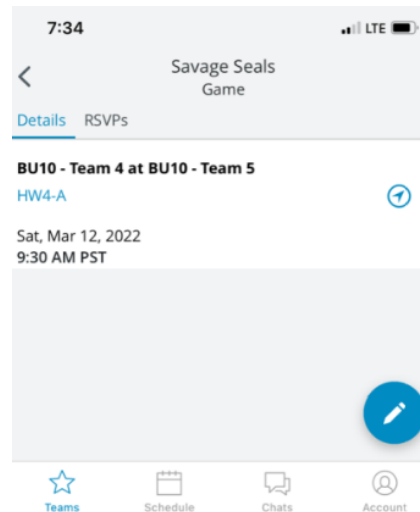 7:34
LTE
Savage Seals
Game
Details RSVPs
BU10 - Team 4 at BU10 - Team 5
HW4-A
Sat, Mar 12, 2022
9:30 AM PST
Teams Schedule Chats Account